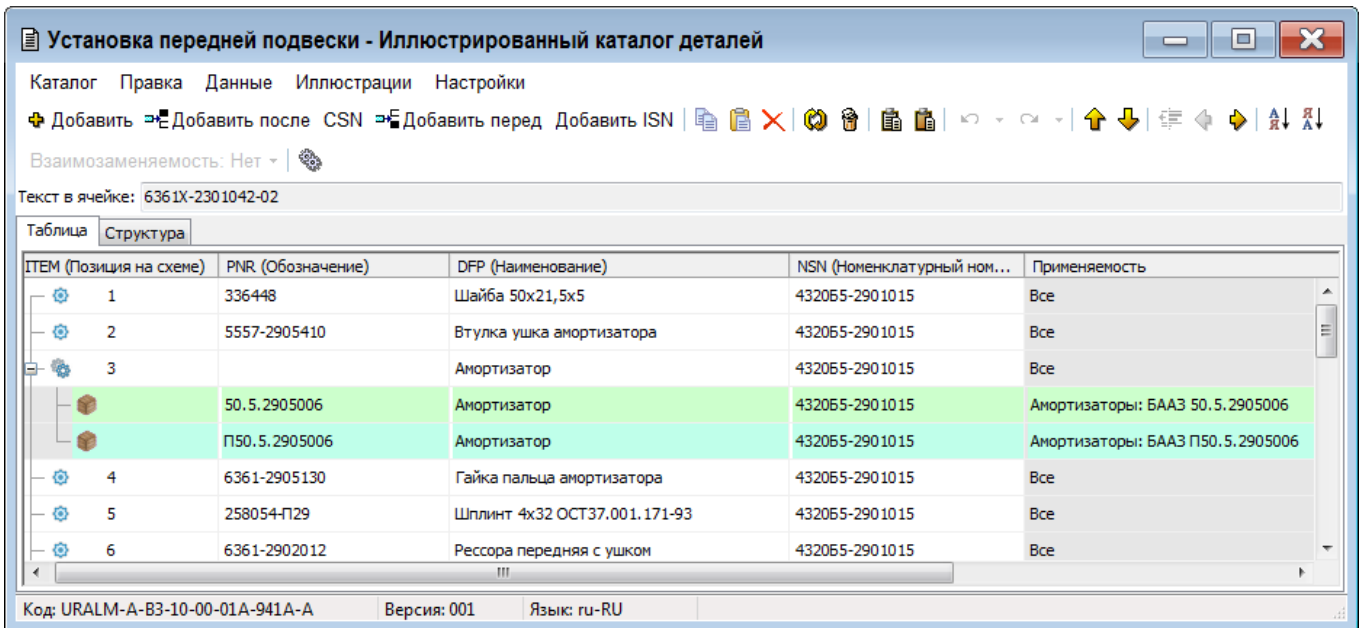 Установка передней подвески - Иллюстрированный каталог деталей
Каталог Правка Данные Иллюстрации Настройки
Добавить Добавить после CSN Добавить перед Добавить ISN
Взаимозаменяемость: Нет
Текст в ячейке: 6361X-2301042-02
Таблица Структура
ITEM (Позиция на схеме) PNR (Обозначение) DFP (Наименование) NSN (Номенклатурный ном... Применяемость
1 336448 Шайба 50x21,5x5 4320Б5-2901015 Все
2 5557-2905410 Втулка ушка амортизатора 4320Б5-2901015 Все
3 Амортизатор 4320Б5-2901015 Все
50.5.2905006 Амортизатор 4320Б5-2901015 Амортизаторы: БААЗ 50.5.2905006
П50.5.2905006 Амортизатор 4320Б5-2901015 Амортизаторы: БААЗ П50.5.2905006
4 6361-2905130 Гайка пальца амортизатора 4320Б5-2901015 Все
5 258054-П29 Шплинт 4x32 ОСТ37.001.171-93 4320Б5-2901015 Все
6 6361-2902012 Рессора передняя с ушком 4320Б5-2901015 Все
Код: URALM-A-B3-10-00-01A-941A-A Версия: 001 Язык: ru-RU